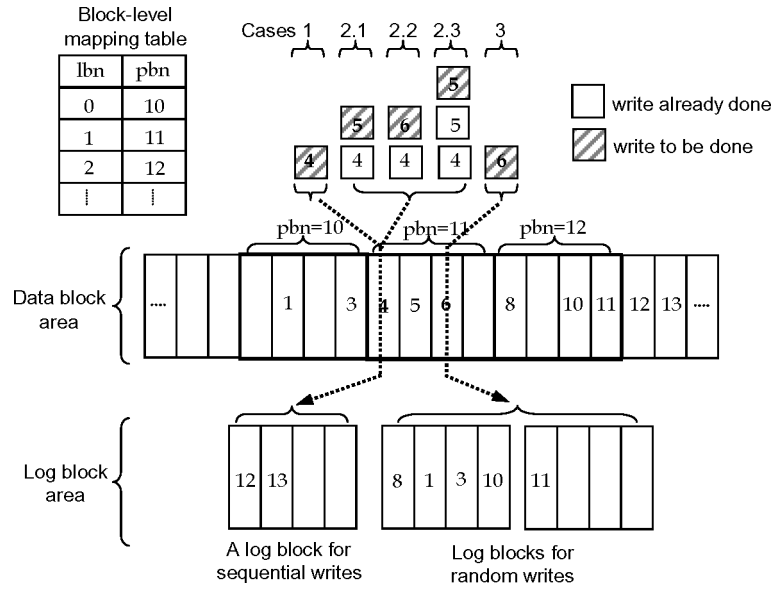 Block-level
mapping table
lbn pbn
0 10
1 11
2 12
Cases 1 2.1 2.2 2.3 3
5
5 6 5
4 4 4 4 6
write already done
write to be done
pbn=10 pbn=11 pbn=12
Data block
area
.... 1 3 4 5 6 8 10 11 12 13 ....
Log block
area
12 13
8 1 3 10
11
A log block for
sequential writes
Log blocks for
random writes